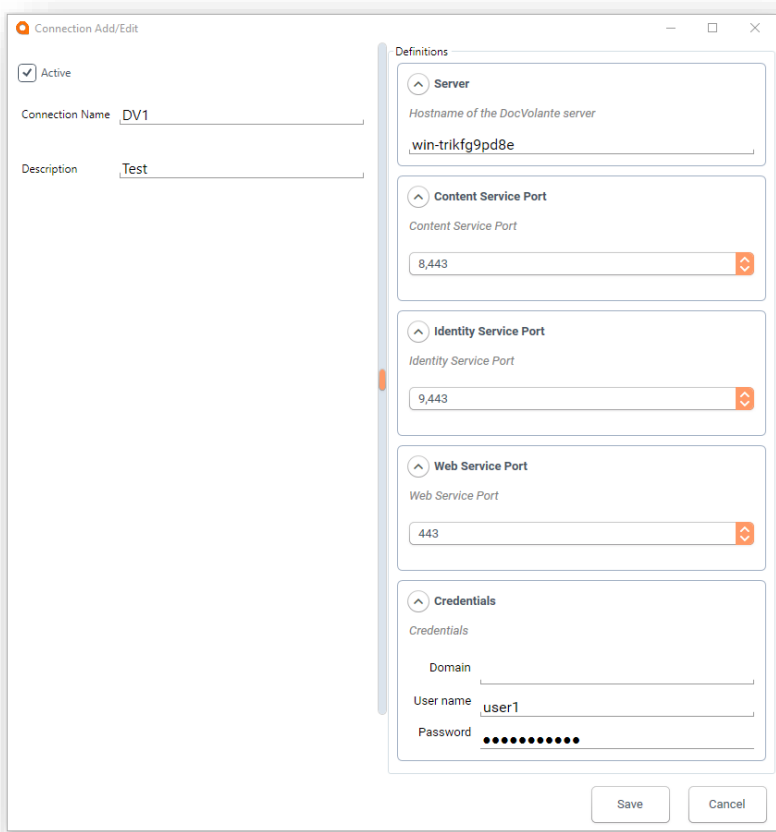 Connection Add/Edit
Active
Connection Name DV1
Description Test
Definitions
Server
Hostname of the DocVolante server
win-trikfg9pd8e
Content Service Port
Content Service Port
8,443
Identity Service Port
Identity Service Port
9,443
Web Service Port
Web Service Port
443
Credentials
Credentials
Domain
User name user1
Password ●●●●●●●●●●●
Save Cancel